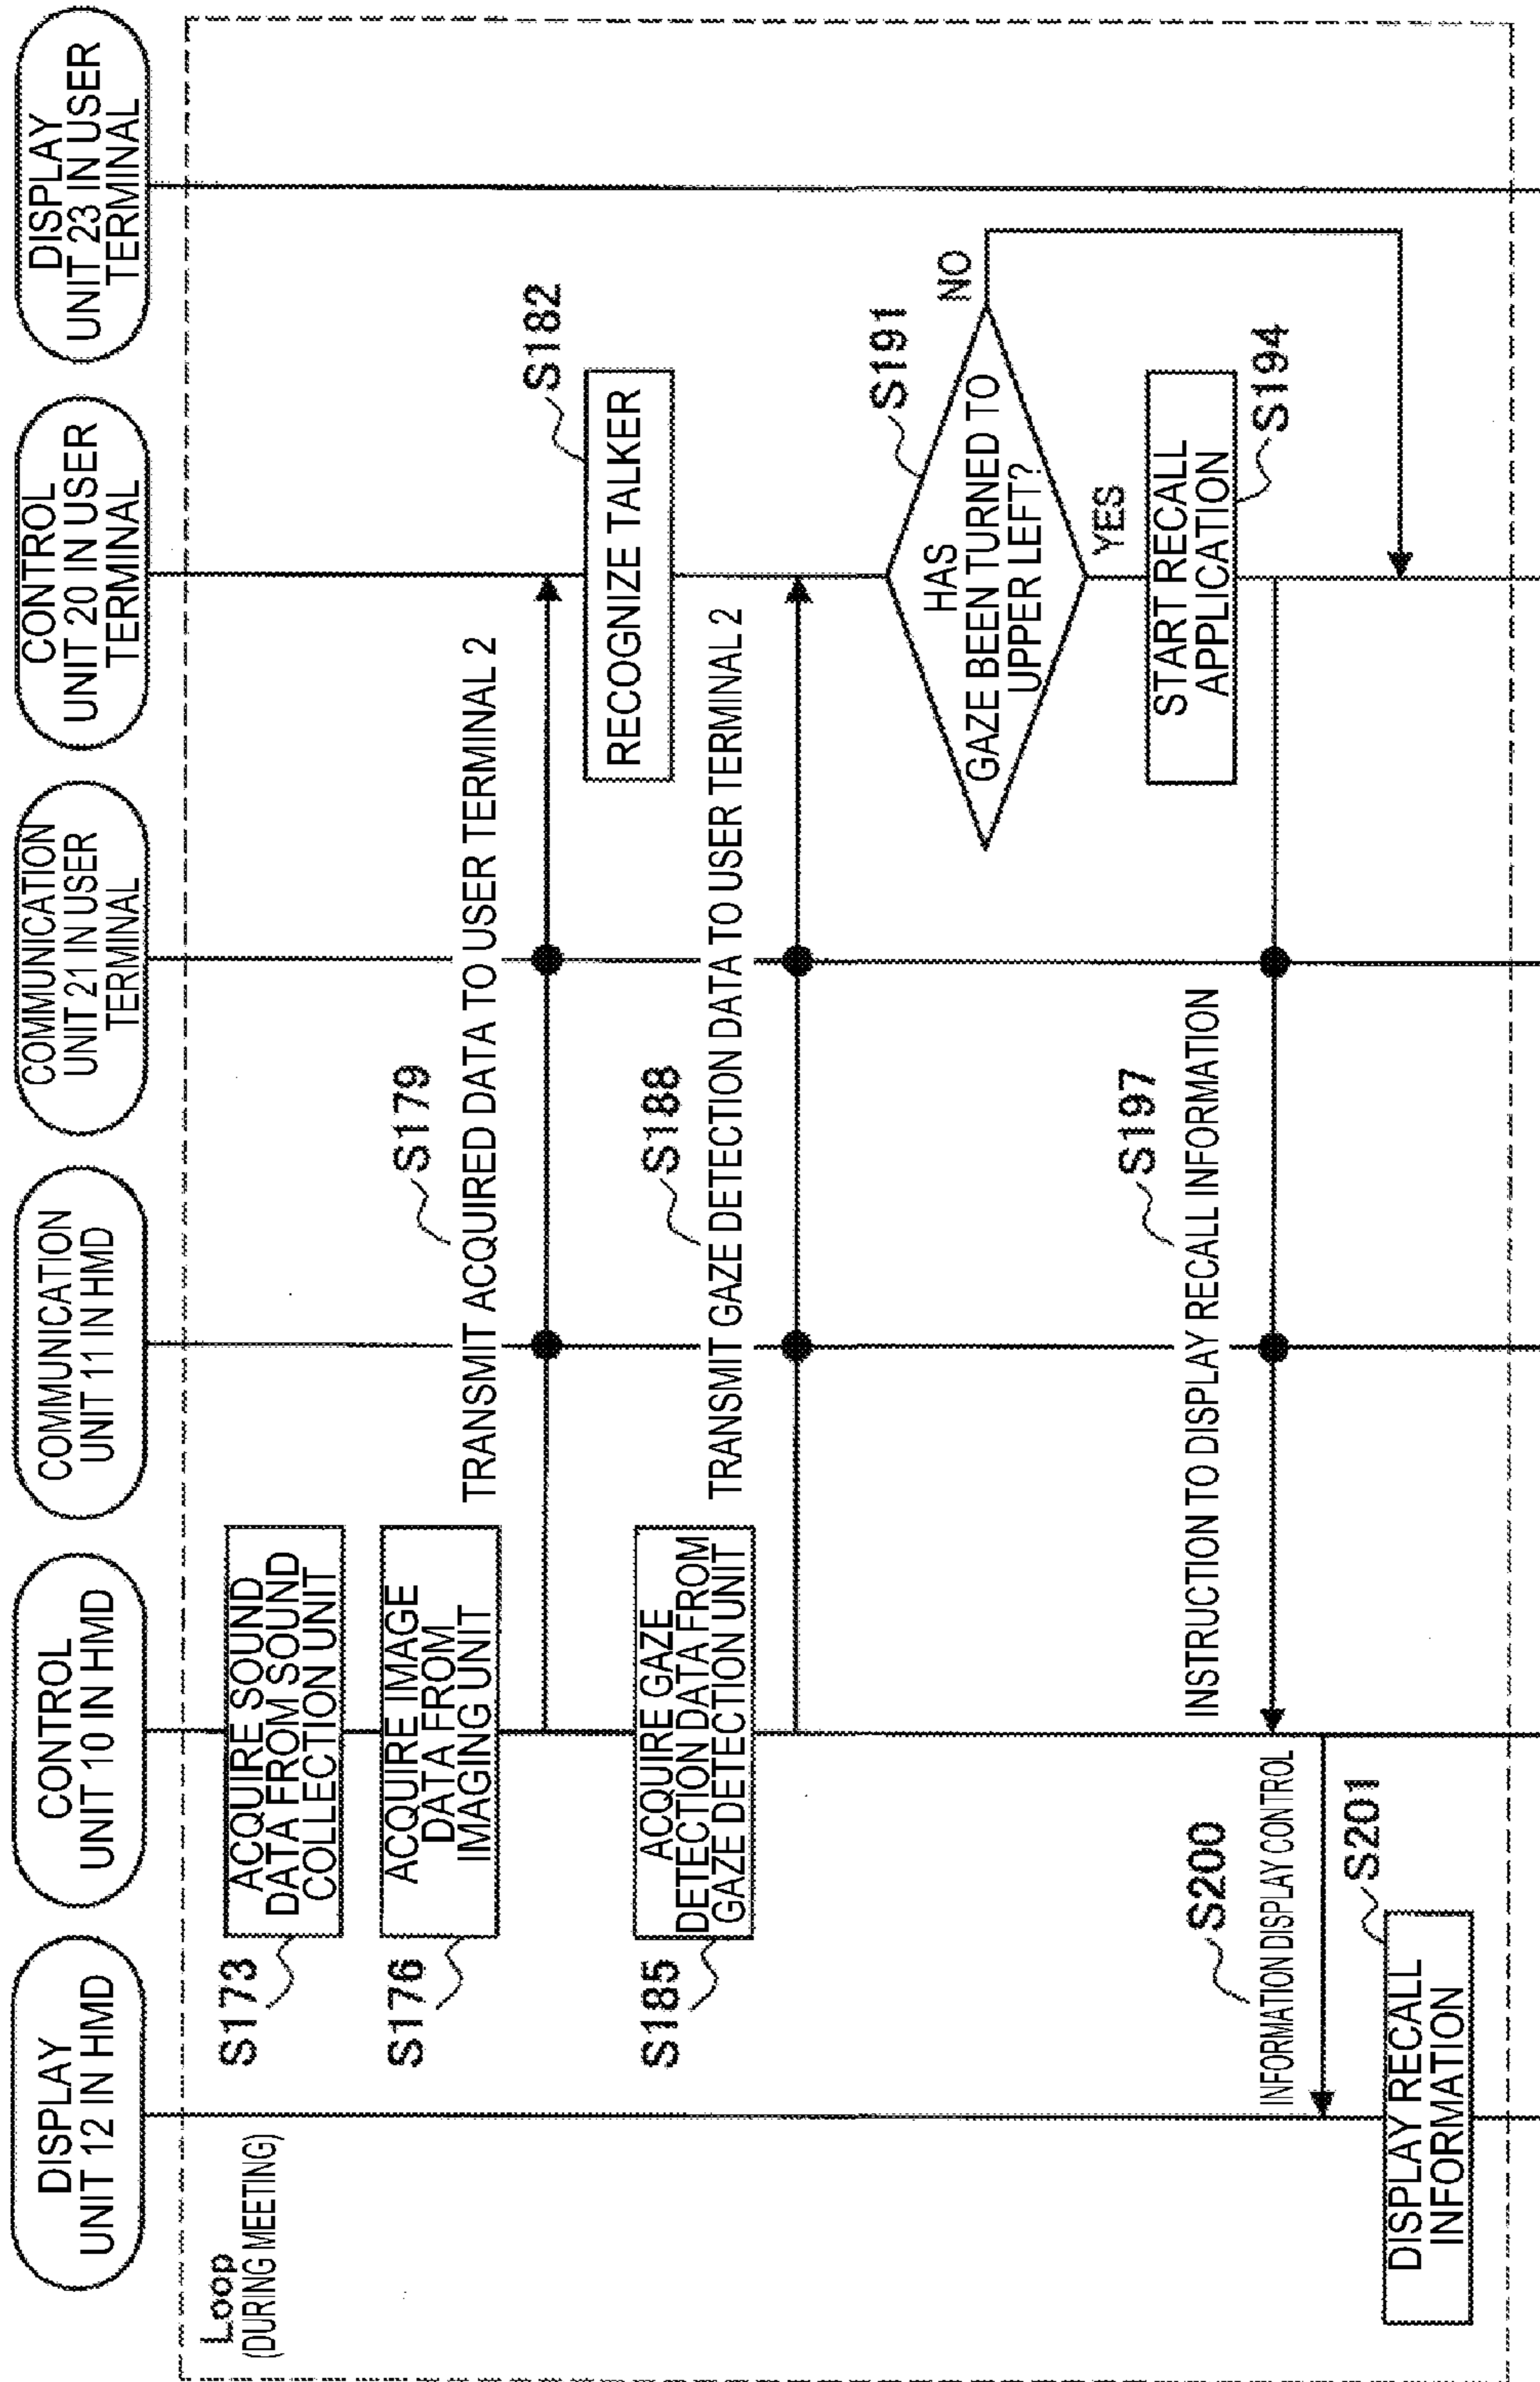 DISPLAY
UNIT 12 IN HMD
CONTROL
UNIT 10 IN HMD
COMMUNICATION
UNIT 11 IN HMD
COMMUNICATION
UNIT 21 IN USER
TERMINAL
CONTROL
UNIT 20 IN USER
TERMINAL
DISPLAY
UNIT 23 IN USER
TERMINAL
Loop
(DURING MEETING)
S173
ACQUIRE SOUND
DATA FROM SOUND
COLLECTION UNIT
S176
ACQUIRE IMAGE
DATA FROM
IMAGING UNIT
S179
TRANSMIT ACQUIRED DATA TO USER TERMINAL 2
S182
RECOGNIZE TALKER
S185
ACQUIRE GAZE
DETECTION DATA FROM
GAZE DETECTION UNIT
S188
TRANSMIT GAZE DETECTION DATA TO USER TERMINAL 2
S191
HAS
GAZE BEEN TURNED TO
UPPER LEFT?
NO
YES
START RECALL
APPLICATION
S194
S197
INSTRUCTION TO DISPLAY RECALL INFORMATION
S200
INFORMATION DISPLAY CONTROL
S201
DISPLAY RECALL
INFORMATION